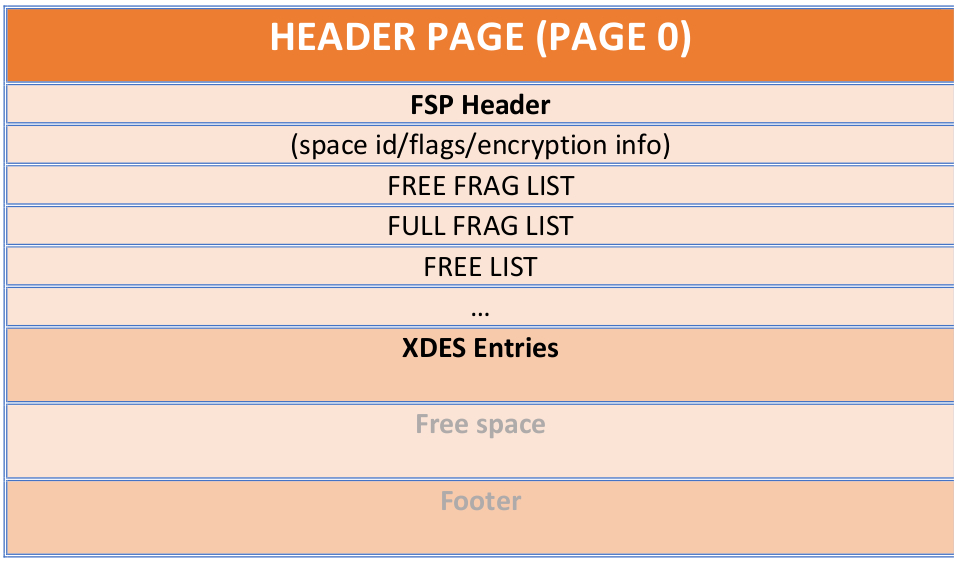 HEADER PAGE (PAGE 0)
FSP Header
(space id/flags/encryption info)
FREE FRAG LIST
FULL FRAG LIST
FREE LIST
...
XDES Entries
Free space
Footer